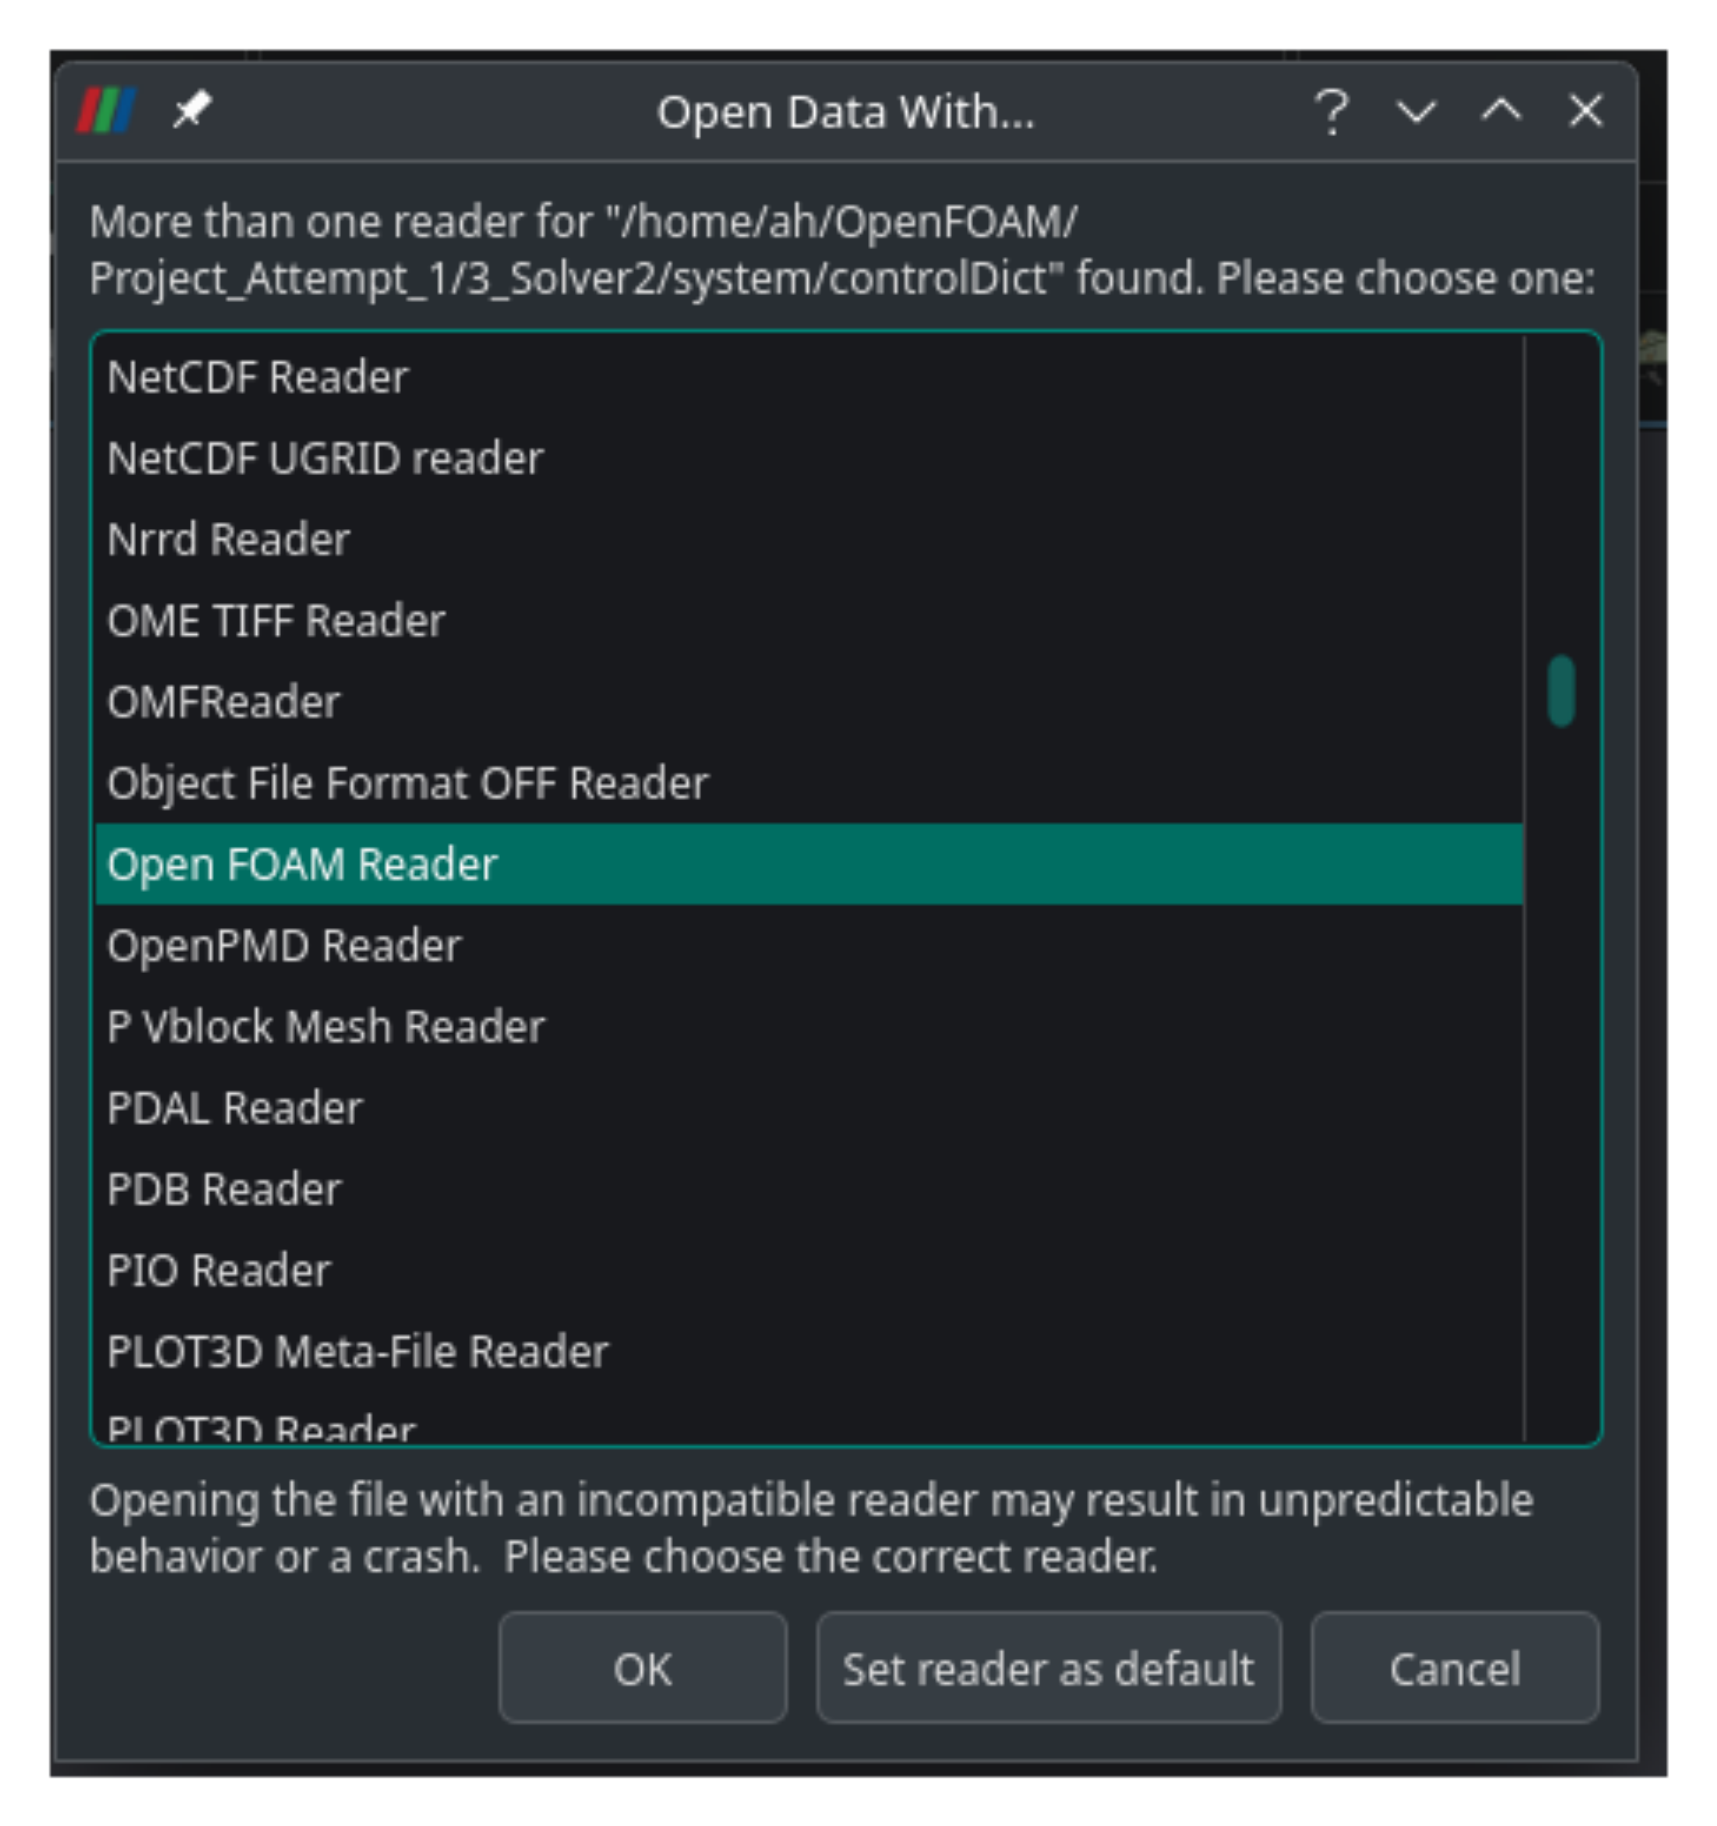 Open Data With...
More than one reader for "/home/ah/OpenFOAM/
Project_Attempt_1/3_Solver2/system/controlDict" found. Please choose one:
NetCDF Reader
NetCDF UGRID reader
Nrrd Reader
OME TIFF Reader
OMFReader
Object File Format OFF Reader
Open FOAM Reader
OpenPMD Reader
P Vblock Mesh Reader
PDAL Reader
PDB Reader
PIO Reader
PLOT3D Meta-File Reader
PLOT3D Reader
Opening the file with an incompatible reader may result in unpredictable
behavior or a crash.  Please choose the correct reader.
OK Set reader as default Cancel